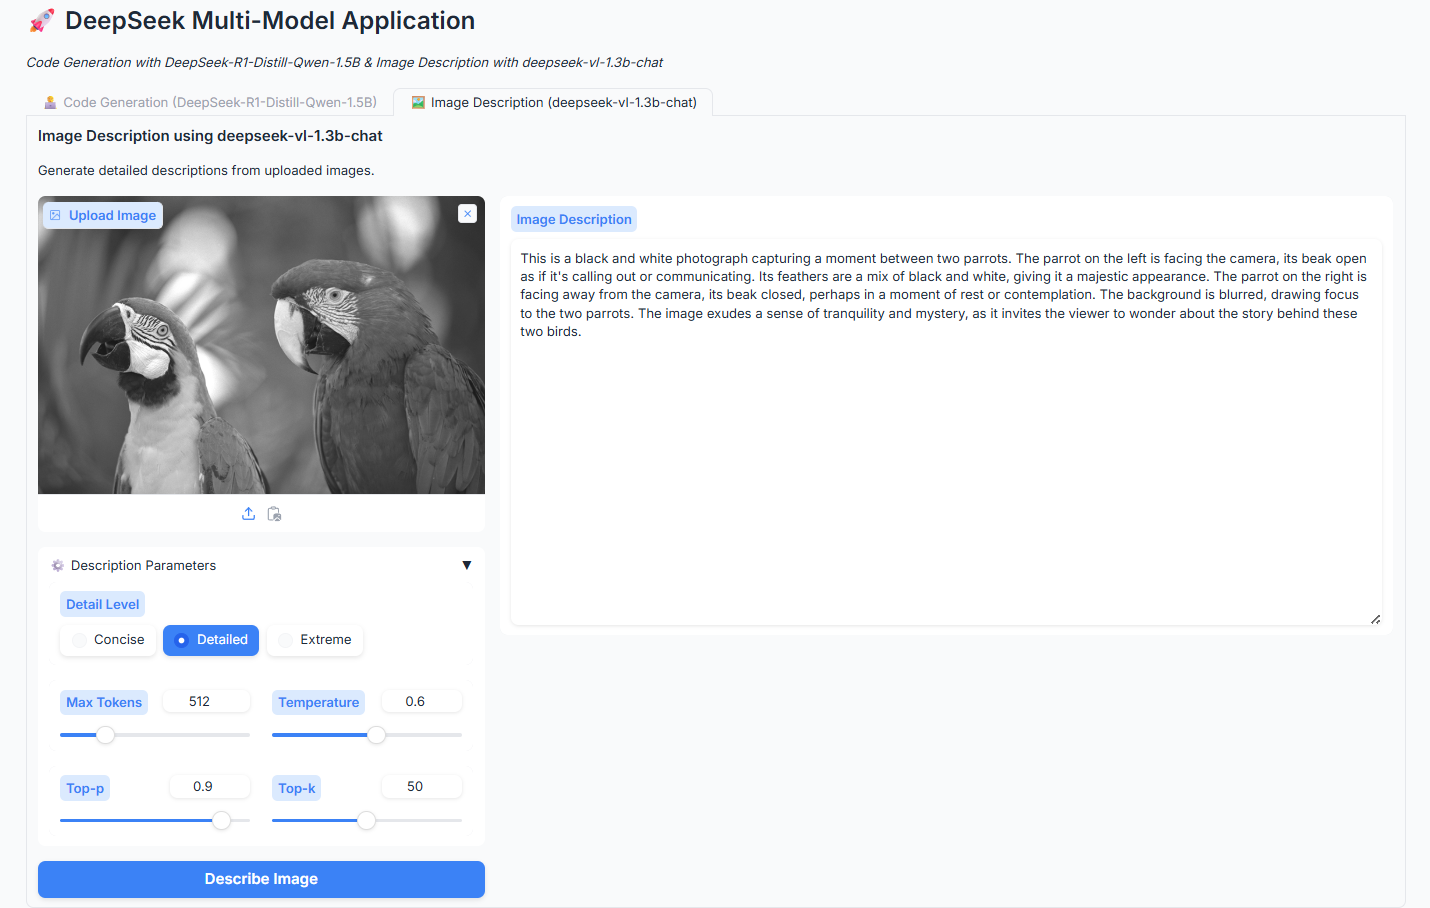 🚀 DeepSeek Multi-Model Application
Code Generation with DeepSeek-R1-Distill-Qwen-1.5B & Image Description with deepseek-vl-1.3b-chat
Code Generation (DeepSeek-R1-Distill-Qwen-1.5B)
Image Description (deepseek-vl-1.3b-chat)
Image Description using deepseek-vl-1.3b-chat
Generate detailed descriptions from uploaded images.
Upload Image
Image Description
This is a black and white photograph capturing a moment between two parrots. The parrot on the left is facing the camera, its beak open
as if it's calling out or communicating. Its feathers are a mix of black and white, giving it a majestic appearance. The parrot on the right is
facing away from the camera, its beak closed, perhaps in a moment of rest or contemplation. The background is blurred, drawing focus
to the two parrots. The image exudes a sense of tranquility and mystery, as it invites the viewer to wonder about the story behind these
two birds.
Description Parameters
Detail Level
Concise
Detailed
Extreme
Max Tokens
512
Temperature
0.6
Top-p
0.9
Top-k
50
Describe Image